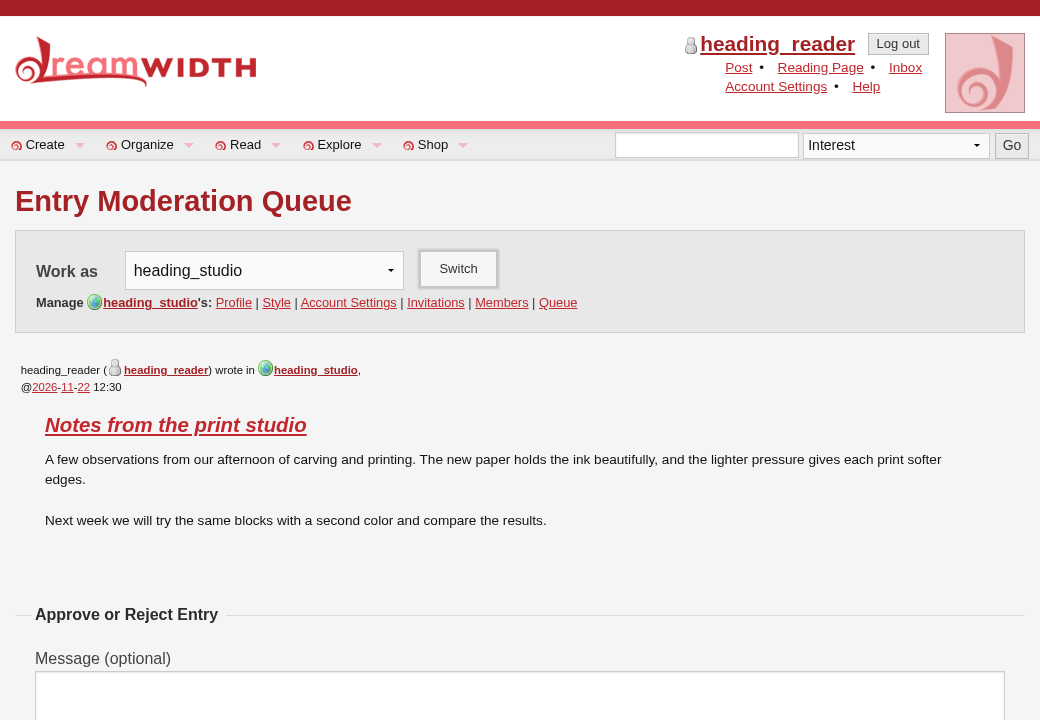 dreamWIDTH
heading_reader Log out
Post • Reading Page • Inbox
Account Settings • Help
Create Organize Read Explore Shop Interest Go
Entry Moderation Queue
Work as heading_studio Switch
Manage heading_studio's: Profile | Style | Account Settings | Invitations | Members | Queue
heading_reader (heading_reader) wrote in heading_studio,
@2026-11-22 12:30
Notes from the print studio
A few observations from our afternoon of carving and printing. The new paper holds the ink beautifully, and the lighter pressure gives each print softer
edges.
Next week we will try the same blocks with a second color and compare the results.
Approve or Reject Entry
Message (optional)